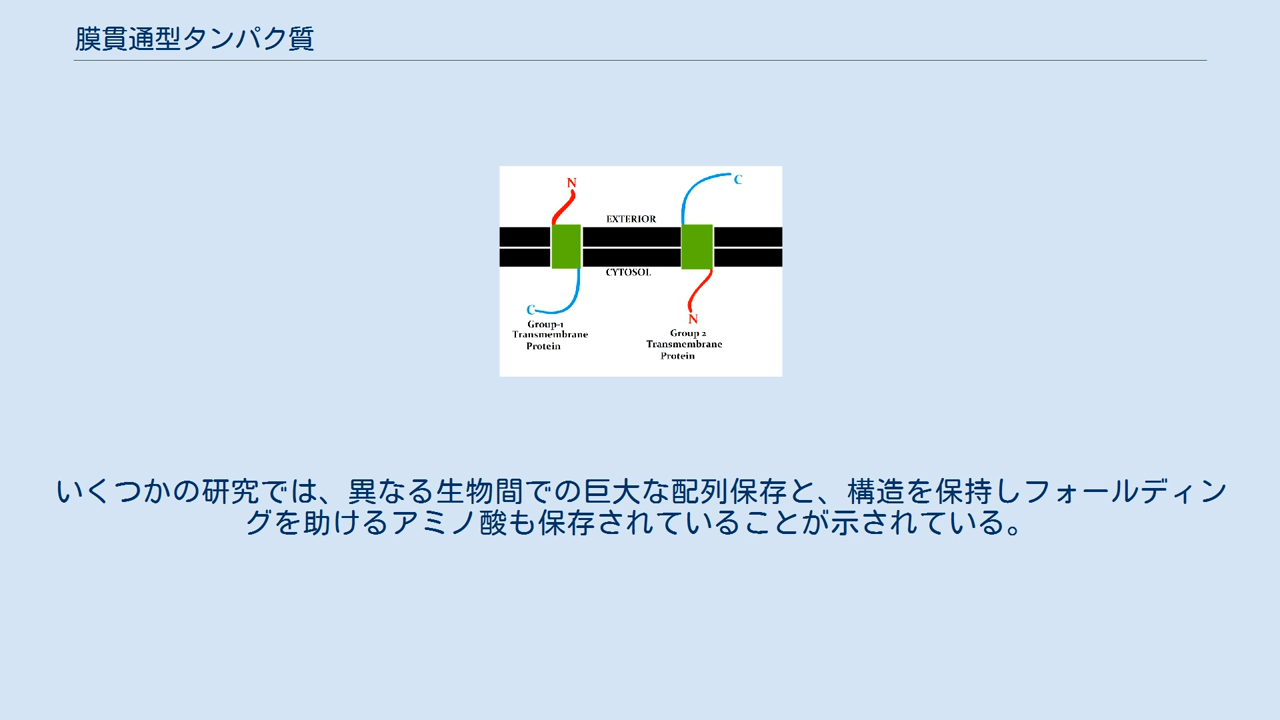 膜貫通型タンパク質
N
C
EXTERIOR
CYTOSOL
C
Group-1
Transmembrane
Protein
N
Group 2
Transmembrane
Protein
いくつかの研究では、異なる生物間での巨大な配列保存と、構造を保持しフォールディン
グを助けるアミノ酸も保存されていることが示されている。